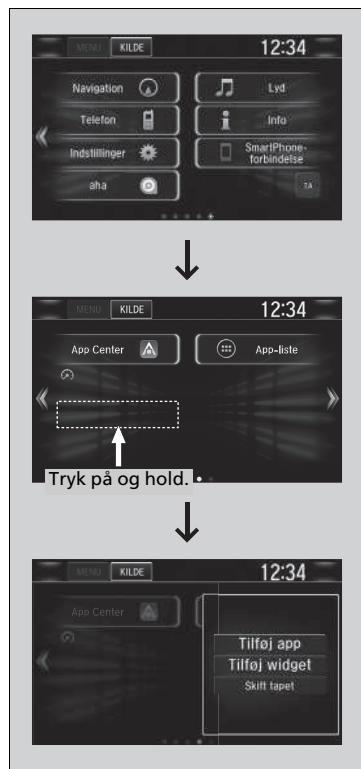 MENU KILDE 12:34
Navigation Lyd
Telefon Info
Indstillinger SmartPhone-
forbindelse
aha TA
MENU KILDE 12:34
App Center App-liste
Tryk på og hold.
MENU KILDE 12:34
App Center
Tilføj app
Tilføj widget
Skift tapet